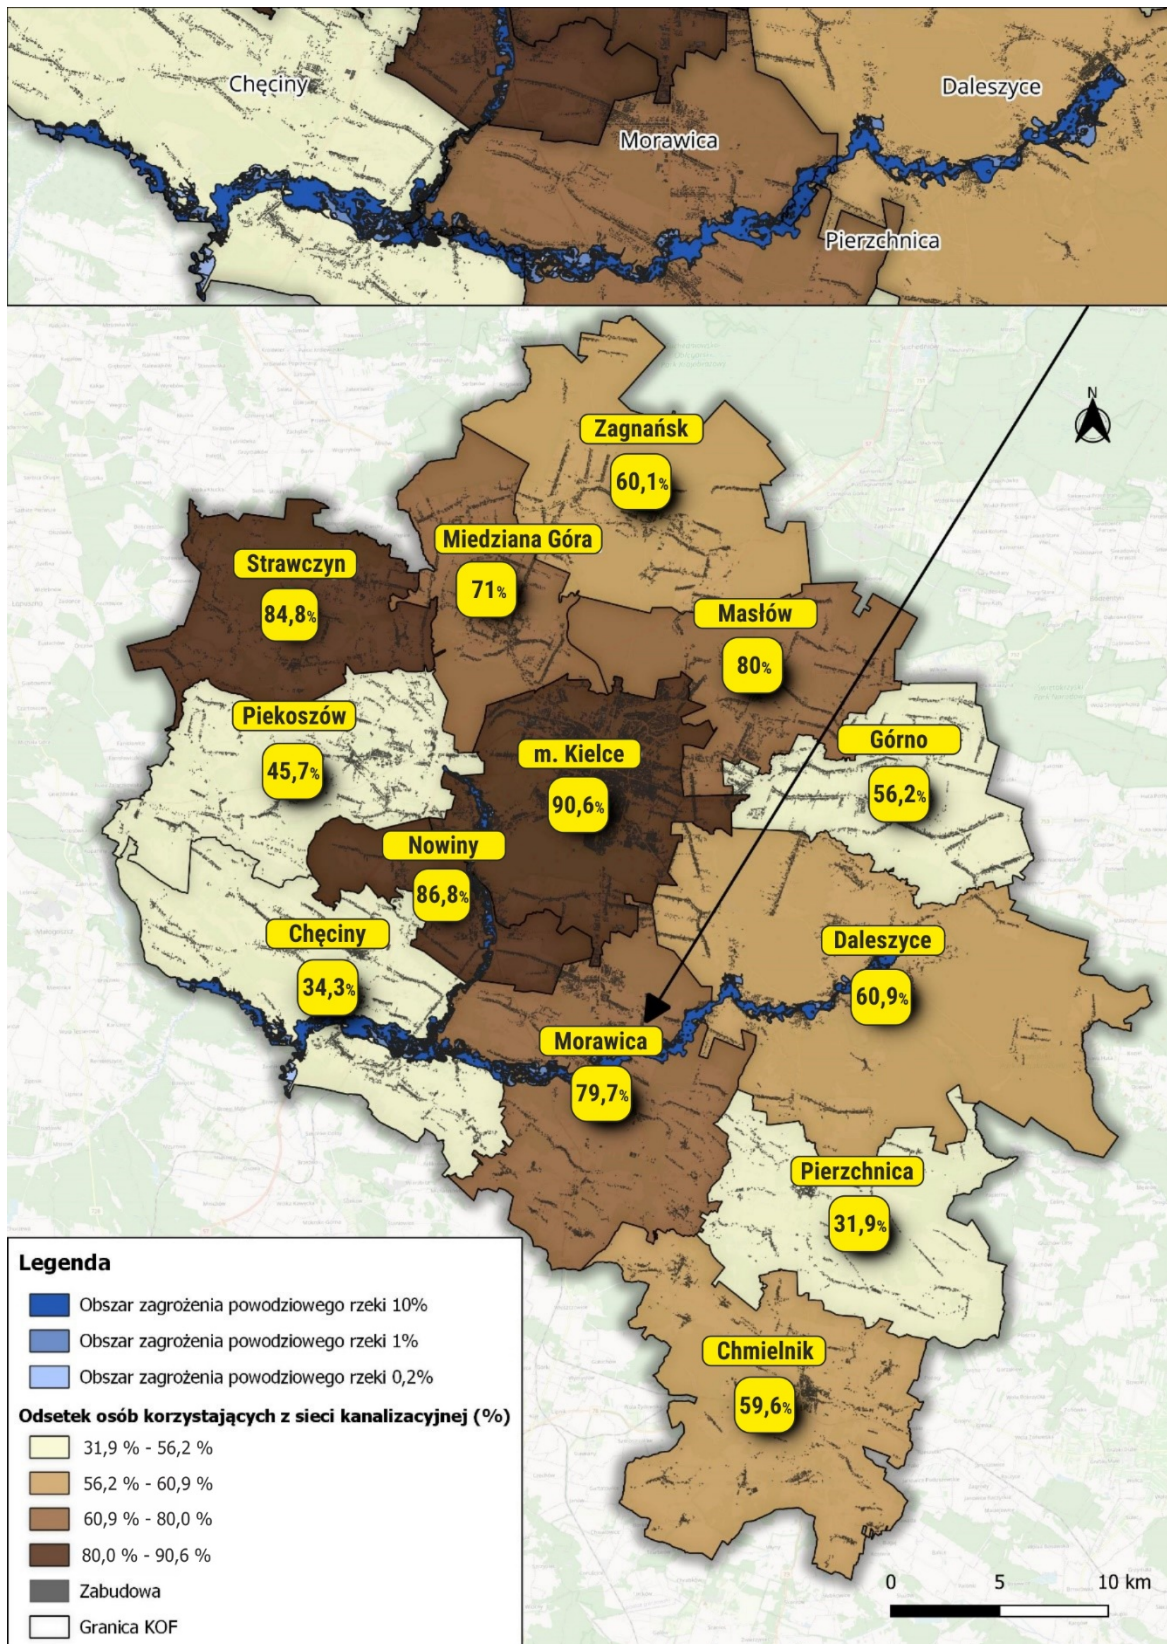 Chęciny
Daleszyce
Morawica
Pierzchnica
N
Zagnańsk
60,1%
Miedziana Góra
71%
Strawczyn
84,8%
Masłów
80%
Piekoszów
45,7%
m. Kielce
90,6%
Górno
56,2%
Nowiny
86,8%
Chęciny
34,3%
Daleszyce
60,9%
Morawica
79,7%
Pierzchnica
31,9%
Chmielnik
59,6%
Legenda
Obszar zagrożenia powodziowego rzeki 10%
Obszar zagrożenia powodziowego rzeki 1%
Obszar zagrożenia powodziowego rzeki 0,2%
Odsetek osób korzystających z sieci kanalizacyjnej (%)
31,9 % - 56,2 %
56,2 % - 60,9 %
60,9 % - 80,0 %
80,0 % - 90,6 %
Zabudowa
Granica KOF
0 5 10 km